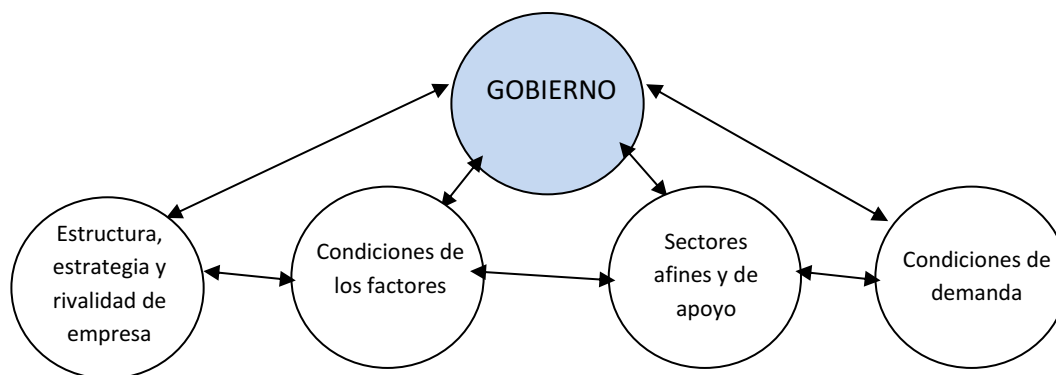 GOBIERNO
Estructura,
estrategia y
rivalidad de
empresa
Condiciones de
los factores
Sectores
afines y de
apoyo
Condiciones de
demanda